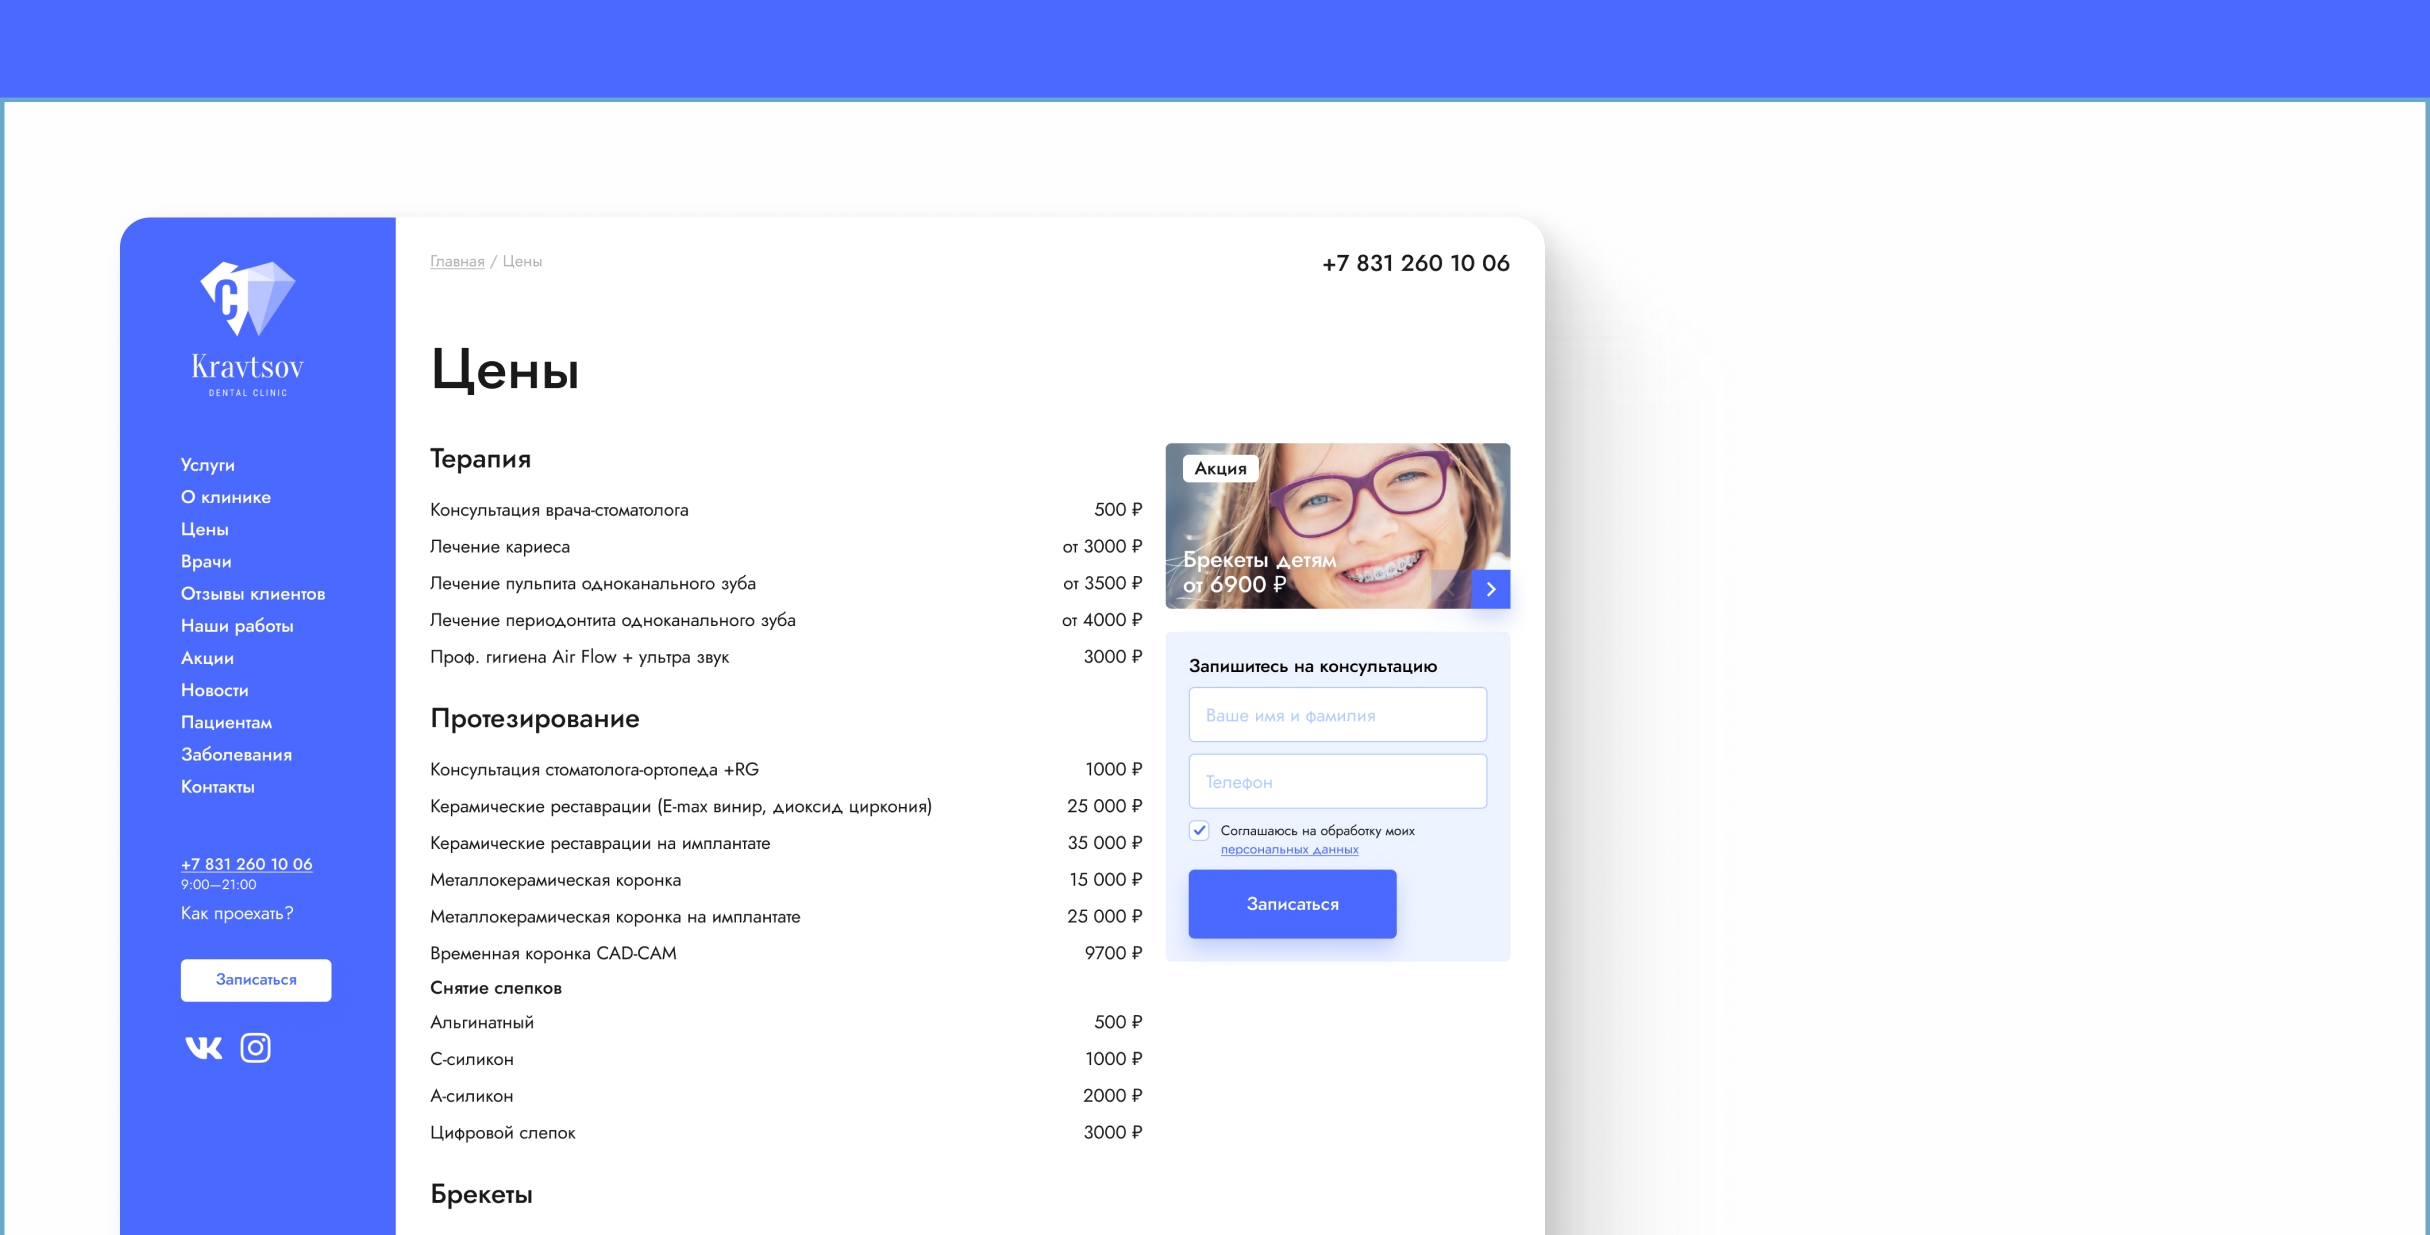 Kravtsov
DENTAL CLINIC
Услуги
О клинике
Цены
Врачи
Отзывы клиентов
Наши работы
Акции
Новости
Пациентам
Заболевания
Контакты
+7 831 260 10 06
9:00—21:00
Как проехать?
Записаться
Главная / Цены
+7 831 260 10 06
Цены
Терапия
Консультация врача-стоматолога 500 ₽
Лечение кариеса от 3000 ₽
Лечение пульпита одноканального зуба от 3500 ₽
Лечение периодонтита одноканального зуба от 4000 ₽
Проф. гигиена Air Flow + ультра звук 3000 ₽
Протезирование
Консультация стоматолога-ортопеда +RG 1000 ₽
Керамические реставрации (E-max винир, диоксид циркония) 25 000 ₽
Керамические реставрации на имплантате 35 000 ₽
Металлокерамическая коронка 15 000 ₽
Металлокерамическая коронка на имплантате 25 000 ₽
Временная коронка CAD-CAM 9700 ₽
Снятие слепков
Альгинатный 500 ₽
С-силикон 1000 ₽
А-силикон 2000 ₽
Цифровой слепок 3000 ₽
Брекеты
Акция
Брекеты детям
от 6900 ₽
Запишитесь на консультацию
Ваше имя и фамилия
Телефон
Соглашаюсь на обработку моих
персональных данных
Записаться